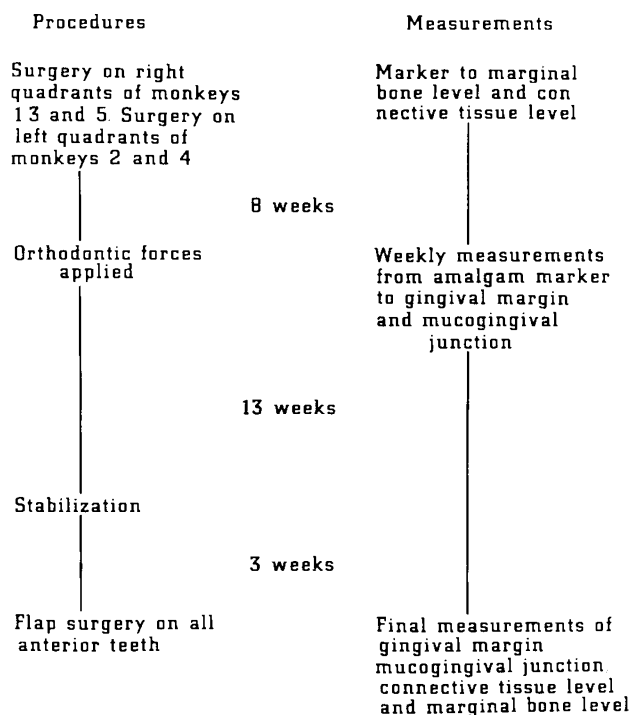 Procedures
Measurements
Surgery on right
quadrants of monkeys
1 3 and 5. Surgery on
left quadrants of
monkeys 2 and 4
Marker to marginal
bone level and con
nective tissue level
8 weeks
Orthodontic forces
applied
Weekly measurements
from amalgam marker
to gingival margin
and mucogingival
junction
13 weeks
Stabilization
3 weeks
Flap surgery on all
anterior teeth
Final measurements of
gingival margin
mucogingival junction
connective tissue level
and marginal bone level